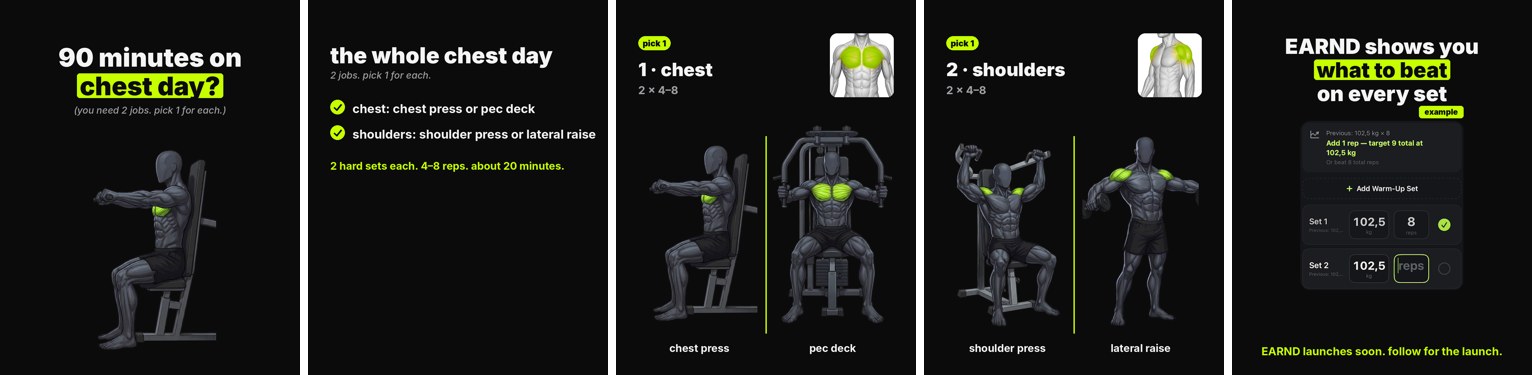 90 minutes on
chest day?
(you need 2 jobs. pick 1 for each.)
the whole chest day
2 jobs. pick 1 for each.
chest: chest press or pec deck
shoulders: shoulder press or lateral raise
2 hard sets each. 4–8 reps. about 20 minutes.
pick 1
1 · chest
2 × 4–8
chest press
pec deck
pick 1
2 · shoulders
2 × 4–8
shoulder press
lateral raise
EARND shows you
what to beat
on every set
example
Previous: 102,5 kg × 8
Add 1 rep — target 9 total at
102,5 kg
Or beat 8 total reps
+ Add Warm-Up Set
Set 1
102,5
kg
8
reps
Set 2
102,5
kg
reps
EARND launches soon. follow for the launch.